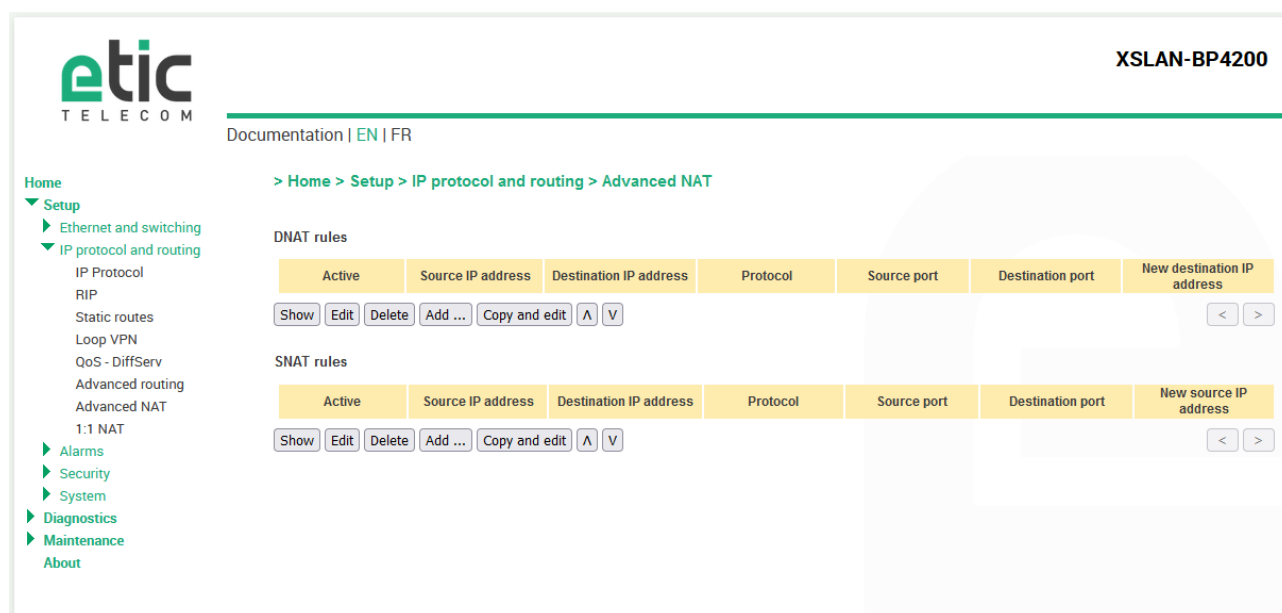 etic
TELECOM
XSLAN-BP4200
Documentation | EN | FR
Home
Setup
Ethernet and switching
IP protocol and routing
IP Protocol
RIP
Static routes
Loop VPN
QoS - DiffServ
Advanced routing
Advanced NAT
1:1 NAT
Alarms
Security
System
Diagnostics
Maintenance
About
> Home > Setup > IP protocol and routing > Advanced NAT
DNAT rules
Active Source IP address Destination IP address Protocol Source port Destination port New destination IP address
Show Edit Delete Add ... Copy and edit Λ V < >
SNAT rules
Active Source IP address Destination IP address Protocol Source port Destination port New source IP address
Show Edit Delete Add ... Copy and edit Λ V < >